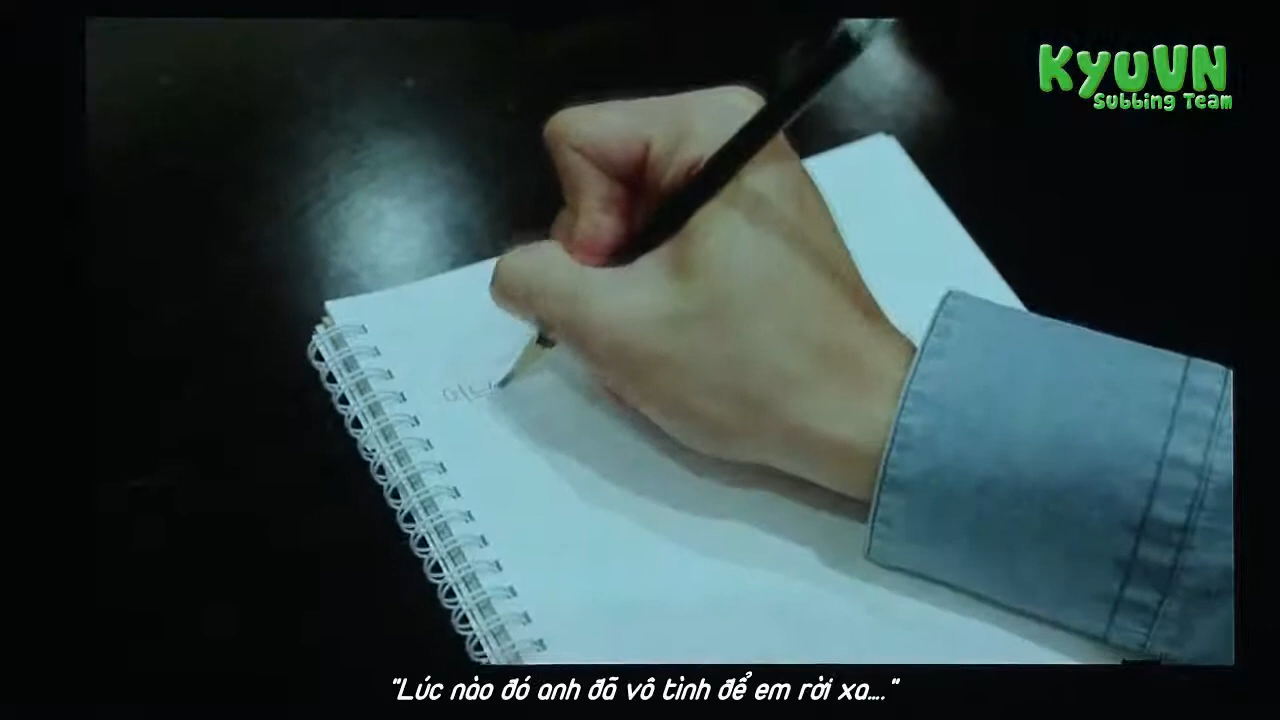 KYUVN
Subbing Team
"Lúc nào đó anh đã vô tình để em rời xa...."